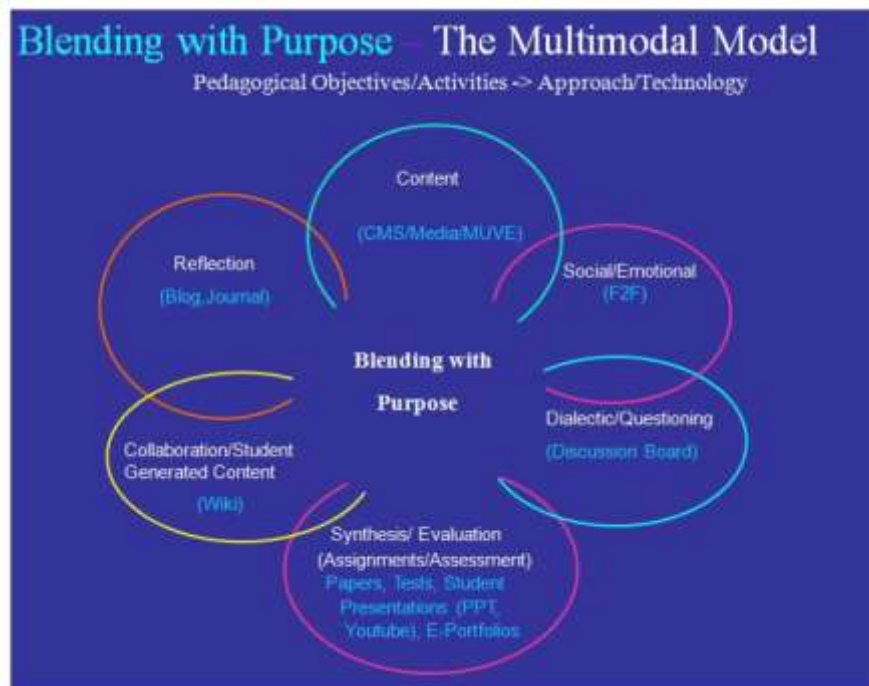 Blending with Purpose – The Multimodal Model
Pedagogical Objectives/Activities -> Approach/Technology
Content
(CMS/Media/MUVE)
Reflection
(Blog,Journal)
Social/Emotional
(F2F)
Blending with
Purpose
Dialectic/Questioning
(Discussion Board)
Collaboration/Student
Generated Content
(Wiki)
Synthesis/ Evaluation
(Assignments/Assessment)
Papers, Tests, Student
Presentations (PPT,
Youtube), E-Portfolios